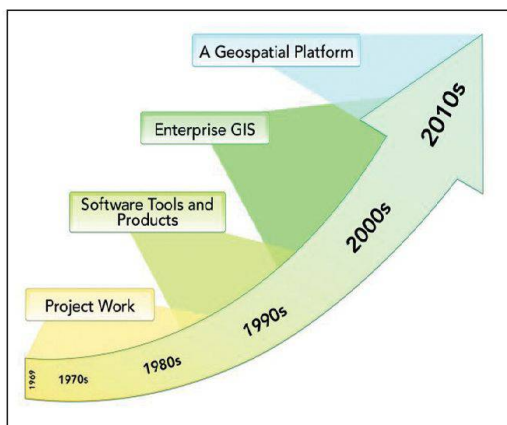 A Geospatial Platform
Enterprise GIS
Software Tools and
Products
Project Work
1969
1970s
1980s
1990s
2000s
2010s